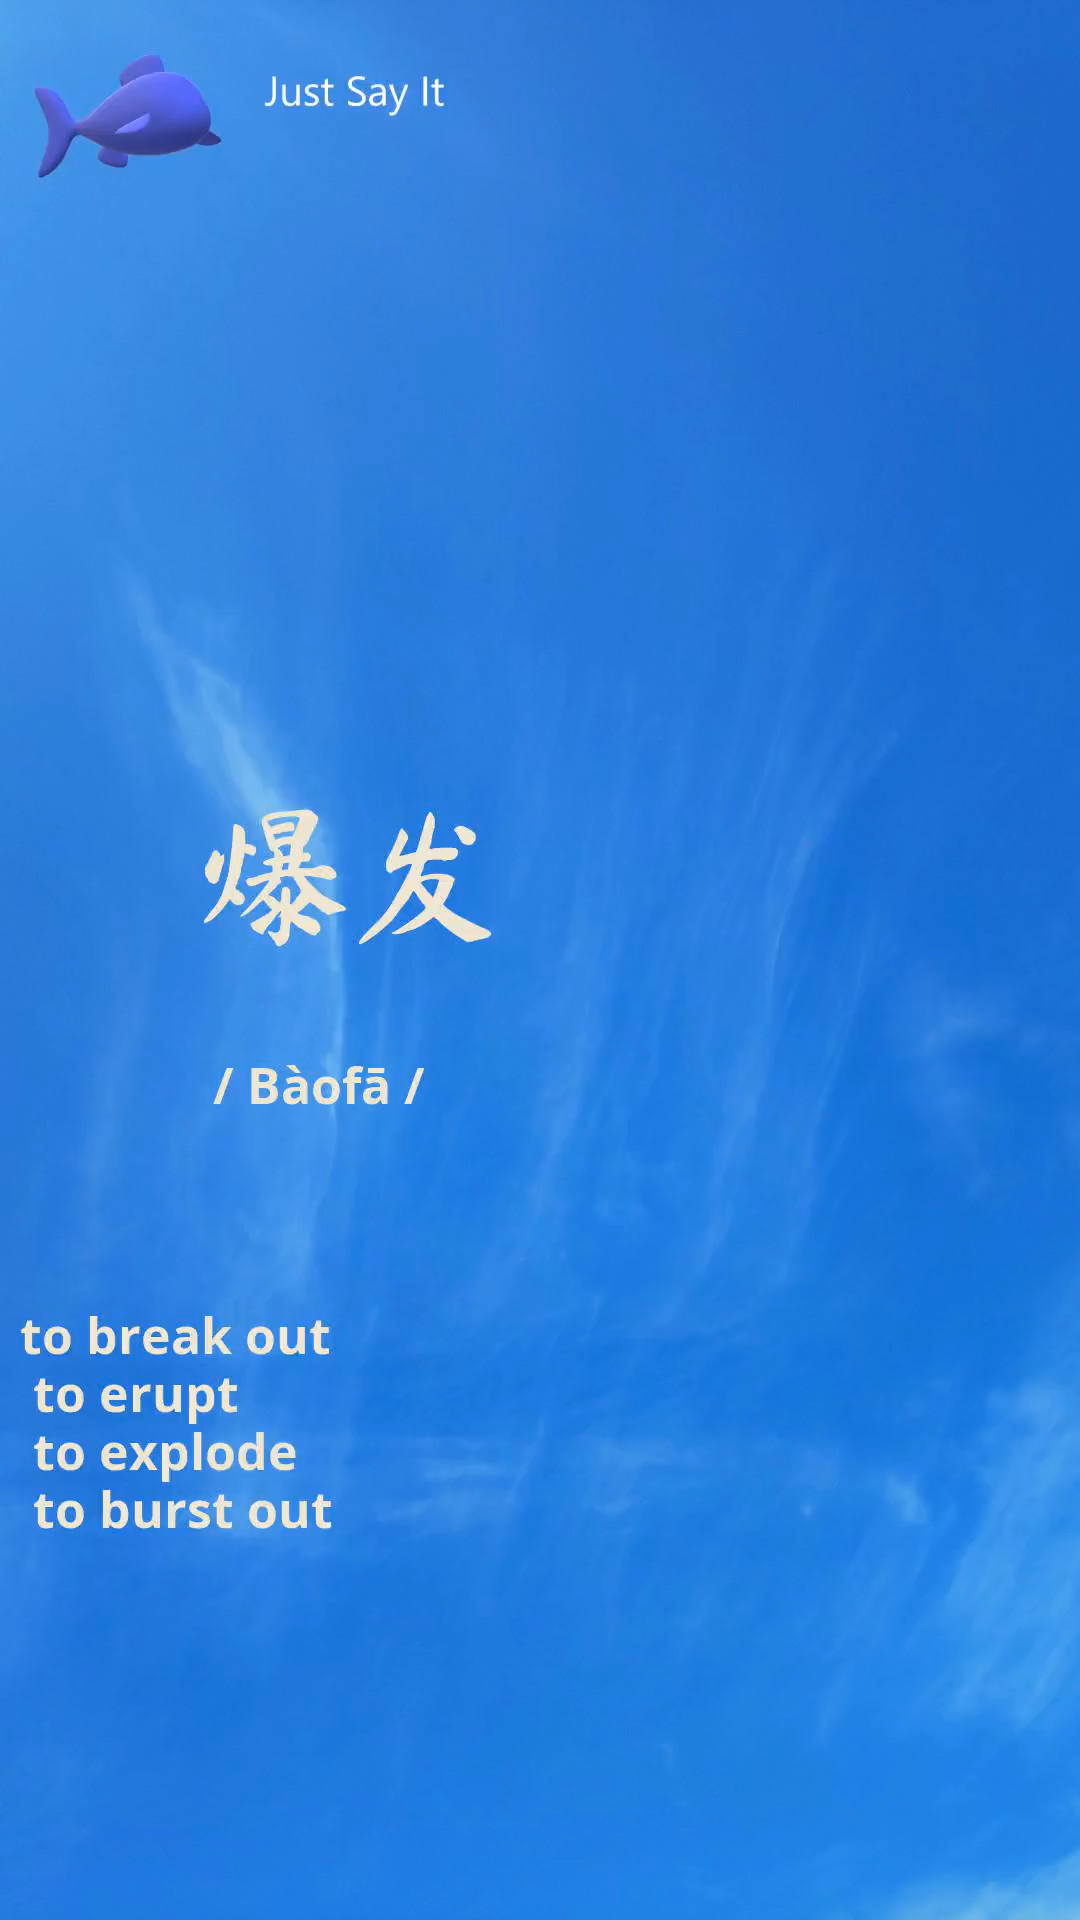 Just Say It
爆发
/ Bàofā /
to break out
to erupt
to explode
to burst out